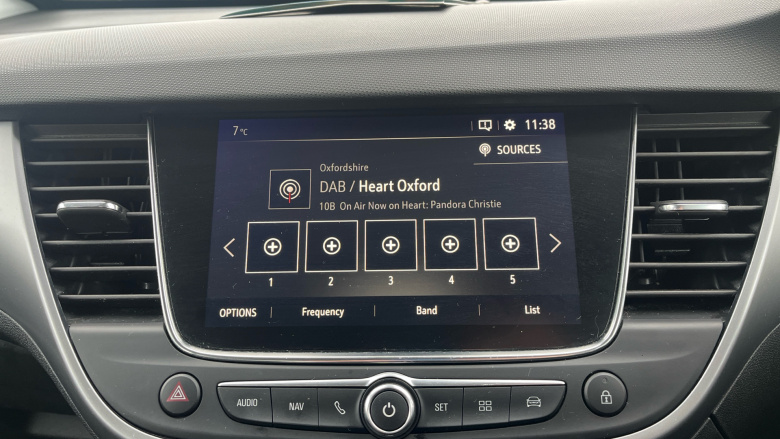 7 °C 11:38
SOURCES
Oxfordshire
DAB / Heart Oxford
10B On Air Now on Heart: Pandora Christie
1 2 3 4 5
OPTIONS Frequency Band List
AUDIO NAV SET